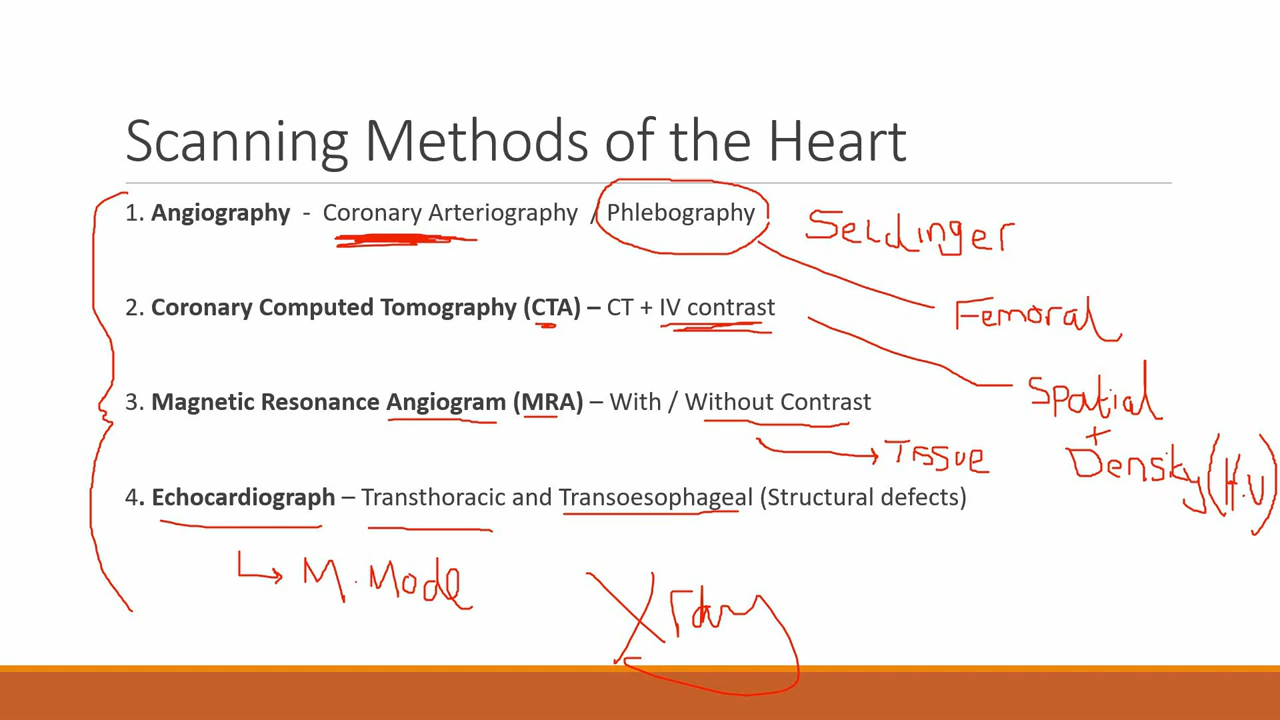 Scanning Methods of the Heart
1. Angiography - Coronary Arteriography / Phlebography
Seldinger
2. Coronary Computed Tomography (CTA) – CT + IV contrast
Femoral
3. Magnetic Resonance Angiogram (MRA) – With / Without Contrast
Spatial
+
Tissue
Density (H.U)
4. Echocardiograph – Transthoracic and Transoesophageal (Structural defects)
M. Mode
Xray